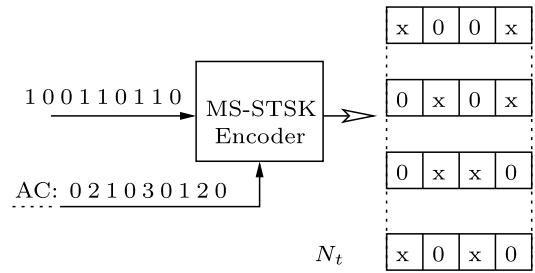 x 0 0 x
1 0 0 1 1 0 1 1 0
0 x 0 x
MS-STSK
Encoder
0 x x 0
AC: 0 2 1 0 3 0 1 2 0
N_t
x 0 x 0